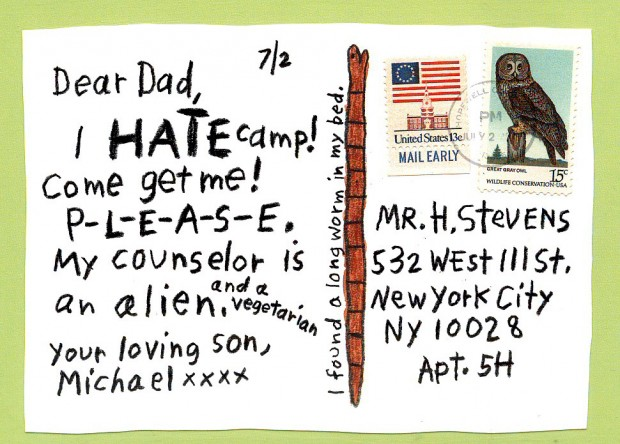 7/2
Dear Dad,
I HATE camp!
Come get me!
P-L-E-A-S-E.
My counselor is
an alien. and a vegetarian
Your loving son,
Michael xxxx
I found a long worm in my bed.
United States 13c
MAIL EARLY
PM
JUL 2
GREAT GRAY OWL
15c
WILDLIFE CONSERVATION USA
MR. H. StevENS
532 WEst 111 St.
New York City
NY 10028
Apt. 5H